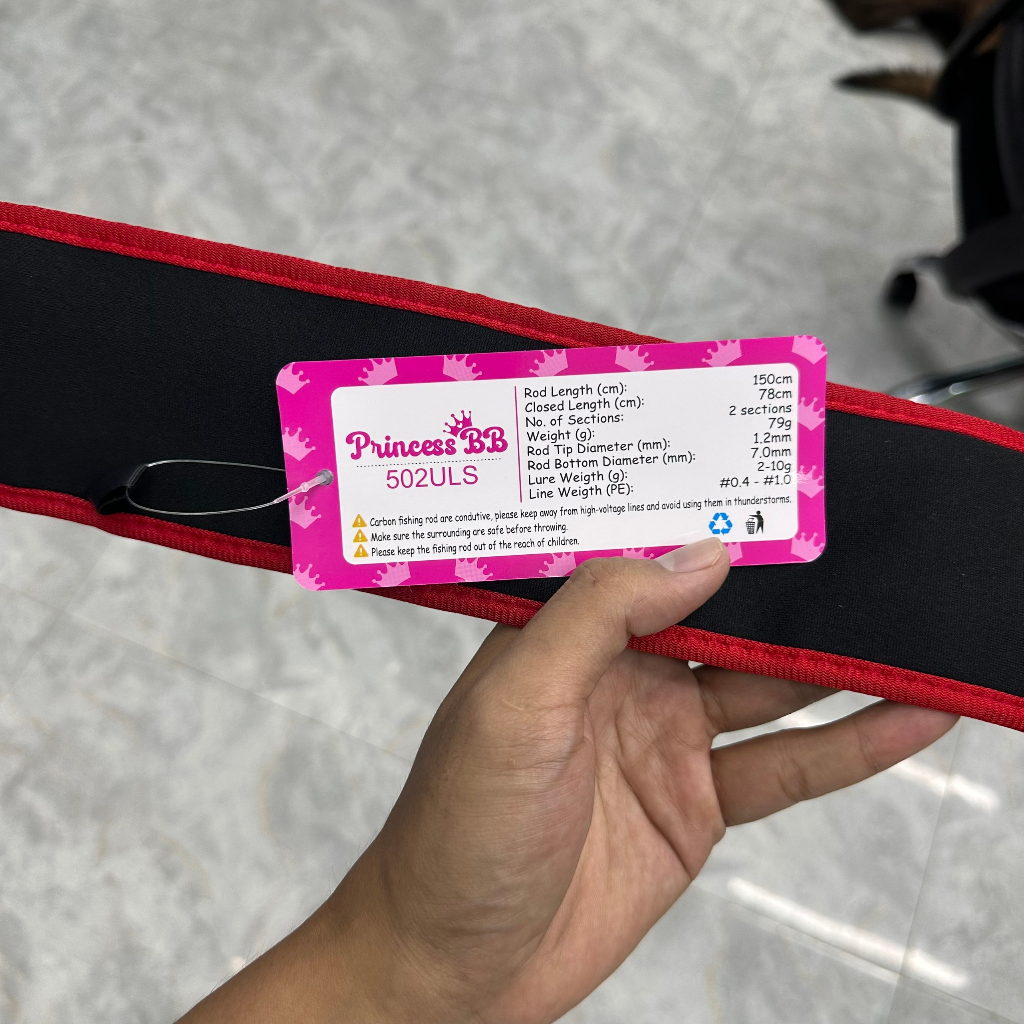 Princess BB
502ULS
Rod Length (cm): 150cm
Closed Length (cm): 78cm
No. of Sections: 2 sections
Weight (g): 79g
Rod Tip Diameter (mm): 1.2mm
Rod Bottom Diameter (mm): 7.0mm
Lure Weigth (g): 2-10g
Line Weigth (PE): #0.4 - #1.0
Carbon fishing rod are condutive, please keep away from high-voltage lines and avoid using them in thunderstorms.
Make sure the surrounding are safe before throwing.
Please keep the fishing rod out of the reach of children.